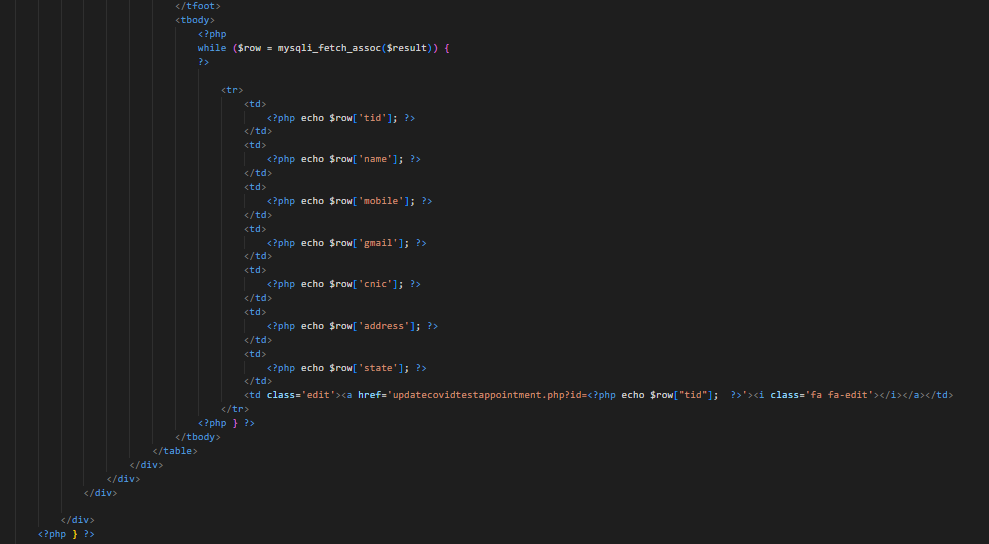 </tfoot>
<tbody>
<?php
while ($row = mysqli_fetch_assoc($result)) {
?>
<tr>
<td>
<?php echo $row['tid']; ?>
</td>
<td>
<?php echo $row['name']; ?>
</td>
<td>
<?php echo $row['mobile']; ?>
</td>
<td>
<?php echo $row['gmail']; ?>
</td>
<td>
<?php echo $row['cnic']; ?>
</td>
<td>
<?php echo $row['address']; ?>
</td>
<td>
<?php echo $row['state']; ?>
</td>
<td class='edit'><a href='updatecovidtestappointment.php?id=<?php echo $row["tid"];  ?>'><i class='fa fa-edit'></i></a></td>
</tr>
<?php } ?>
</tbody>
</table>
</div>
</div>
</div>
</div>
<?php } ?>